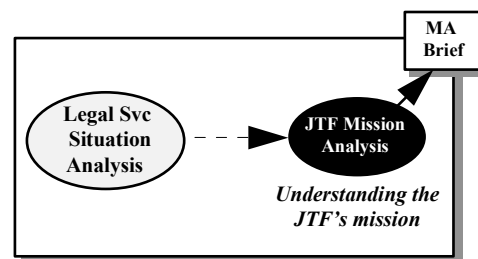 MA
Brief
Legal Svc
Situation
Analysis
JTF Mission
Analysis
Understanding the
JTF's mission